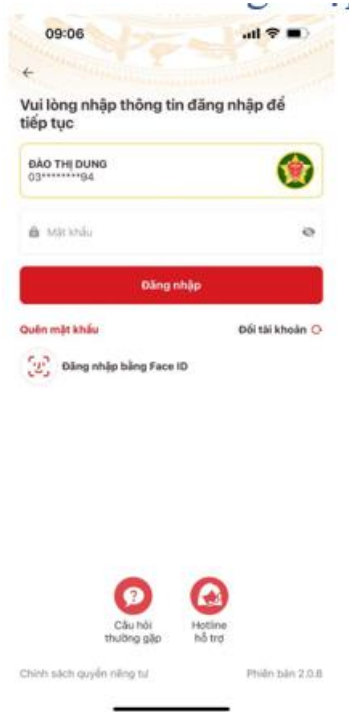 09:06
Vui lòng nhập thông tin đăng nhập để
tiếp tục
ĐÀO THỊ DUNG
03********94
Mật khẩu
Đăng nhập
Quên mật khẩu
Đổi tài khoản
Đăng nhập bằng Face ID
Câu hỏi
thường gặp
Hotline
hỗ trợ
Chính sách quyền riêng tư
Phiên bản 2.0.8